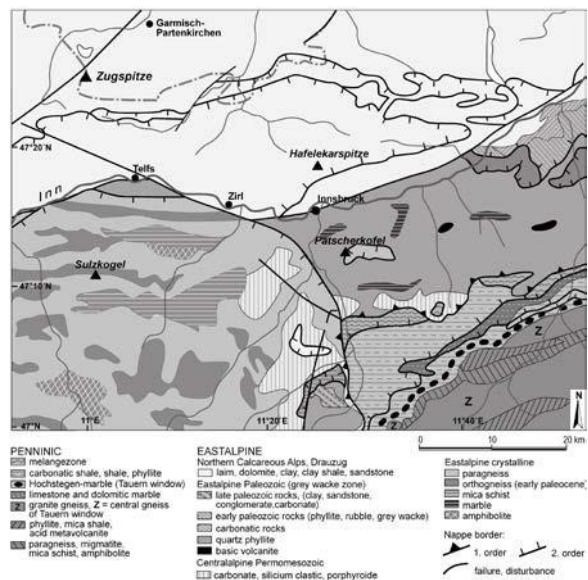 Garmisch-
Partenkirchen
Zugspitze
47°20'
Hafelekarspitze
Telfs
Inn
Zirl
Innsbruck
Patscherkofel
Sulzkogel
47°10'
Z
Z
N
47°N
11°E
11°20'
Z
11°40'
0 10 20 km
PENNINIC
melangezone
carbonatic shale, shale, phyllite
Hochstegen-marble (Tauern window)
limestone and dolomitic marble
Z granite gneiss, Z = central gneiss
of Tauern window
phyllite, mica shale,
acid metavolcanite
paragneiss, migmatite,
mica schist, amphibolite
EASTALPINE
Northern Calcareous Alps, Drauzug
laim, dolomite, clay, clay shale, sandstone
Eastalpine Paleozoic (grey wacke zone)
late paleozoic rocks, (clay, sandstone,
conglomerate,carbonate)
early paleozoic rocks (phyllite, rubble, grey wacke)
carbonatic rocks
quartz phyllite
basic volcanite
Centralalpine Permomesozoic
carbonate, silicium clastic, porphyroide
Eastalpine crystalline
paragneiss
orthogneiss (early paleocene)
mica schist
marble
amphibolite
Nappe border:
1. order 2. order
failure, disturbance